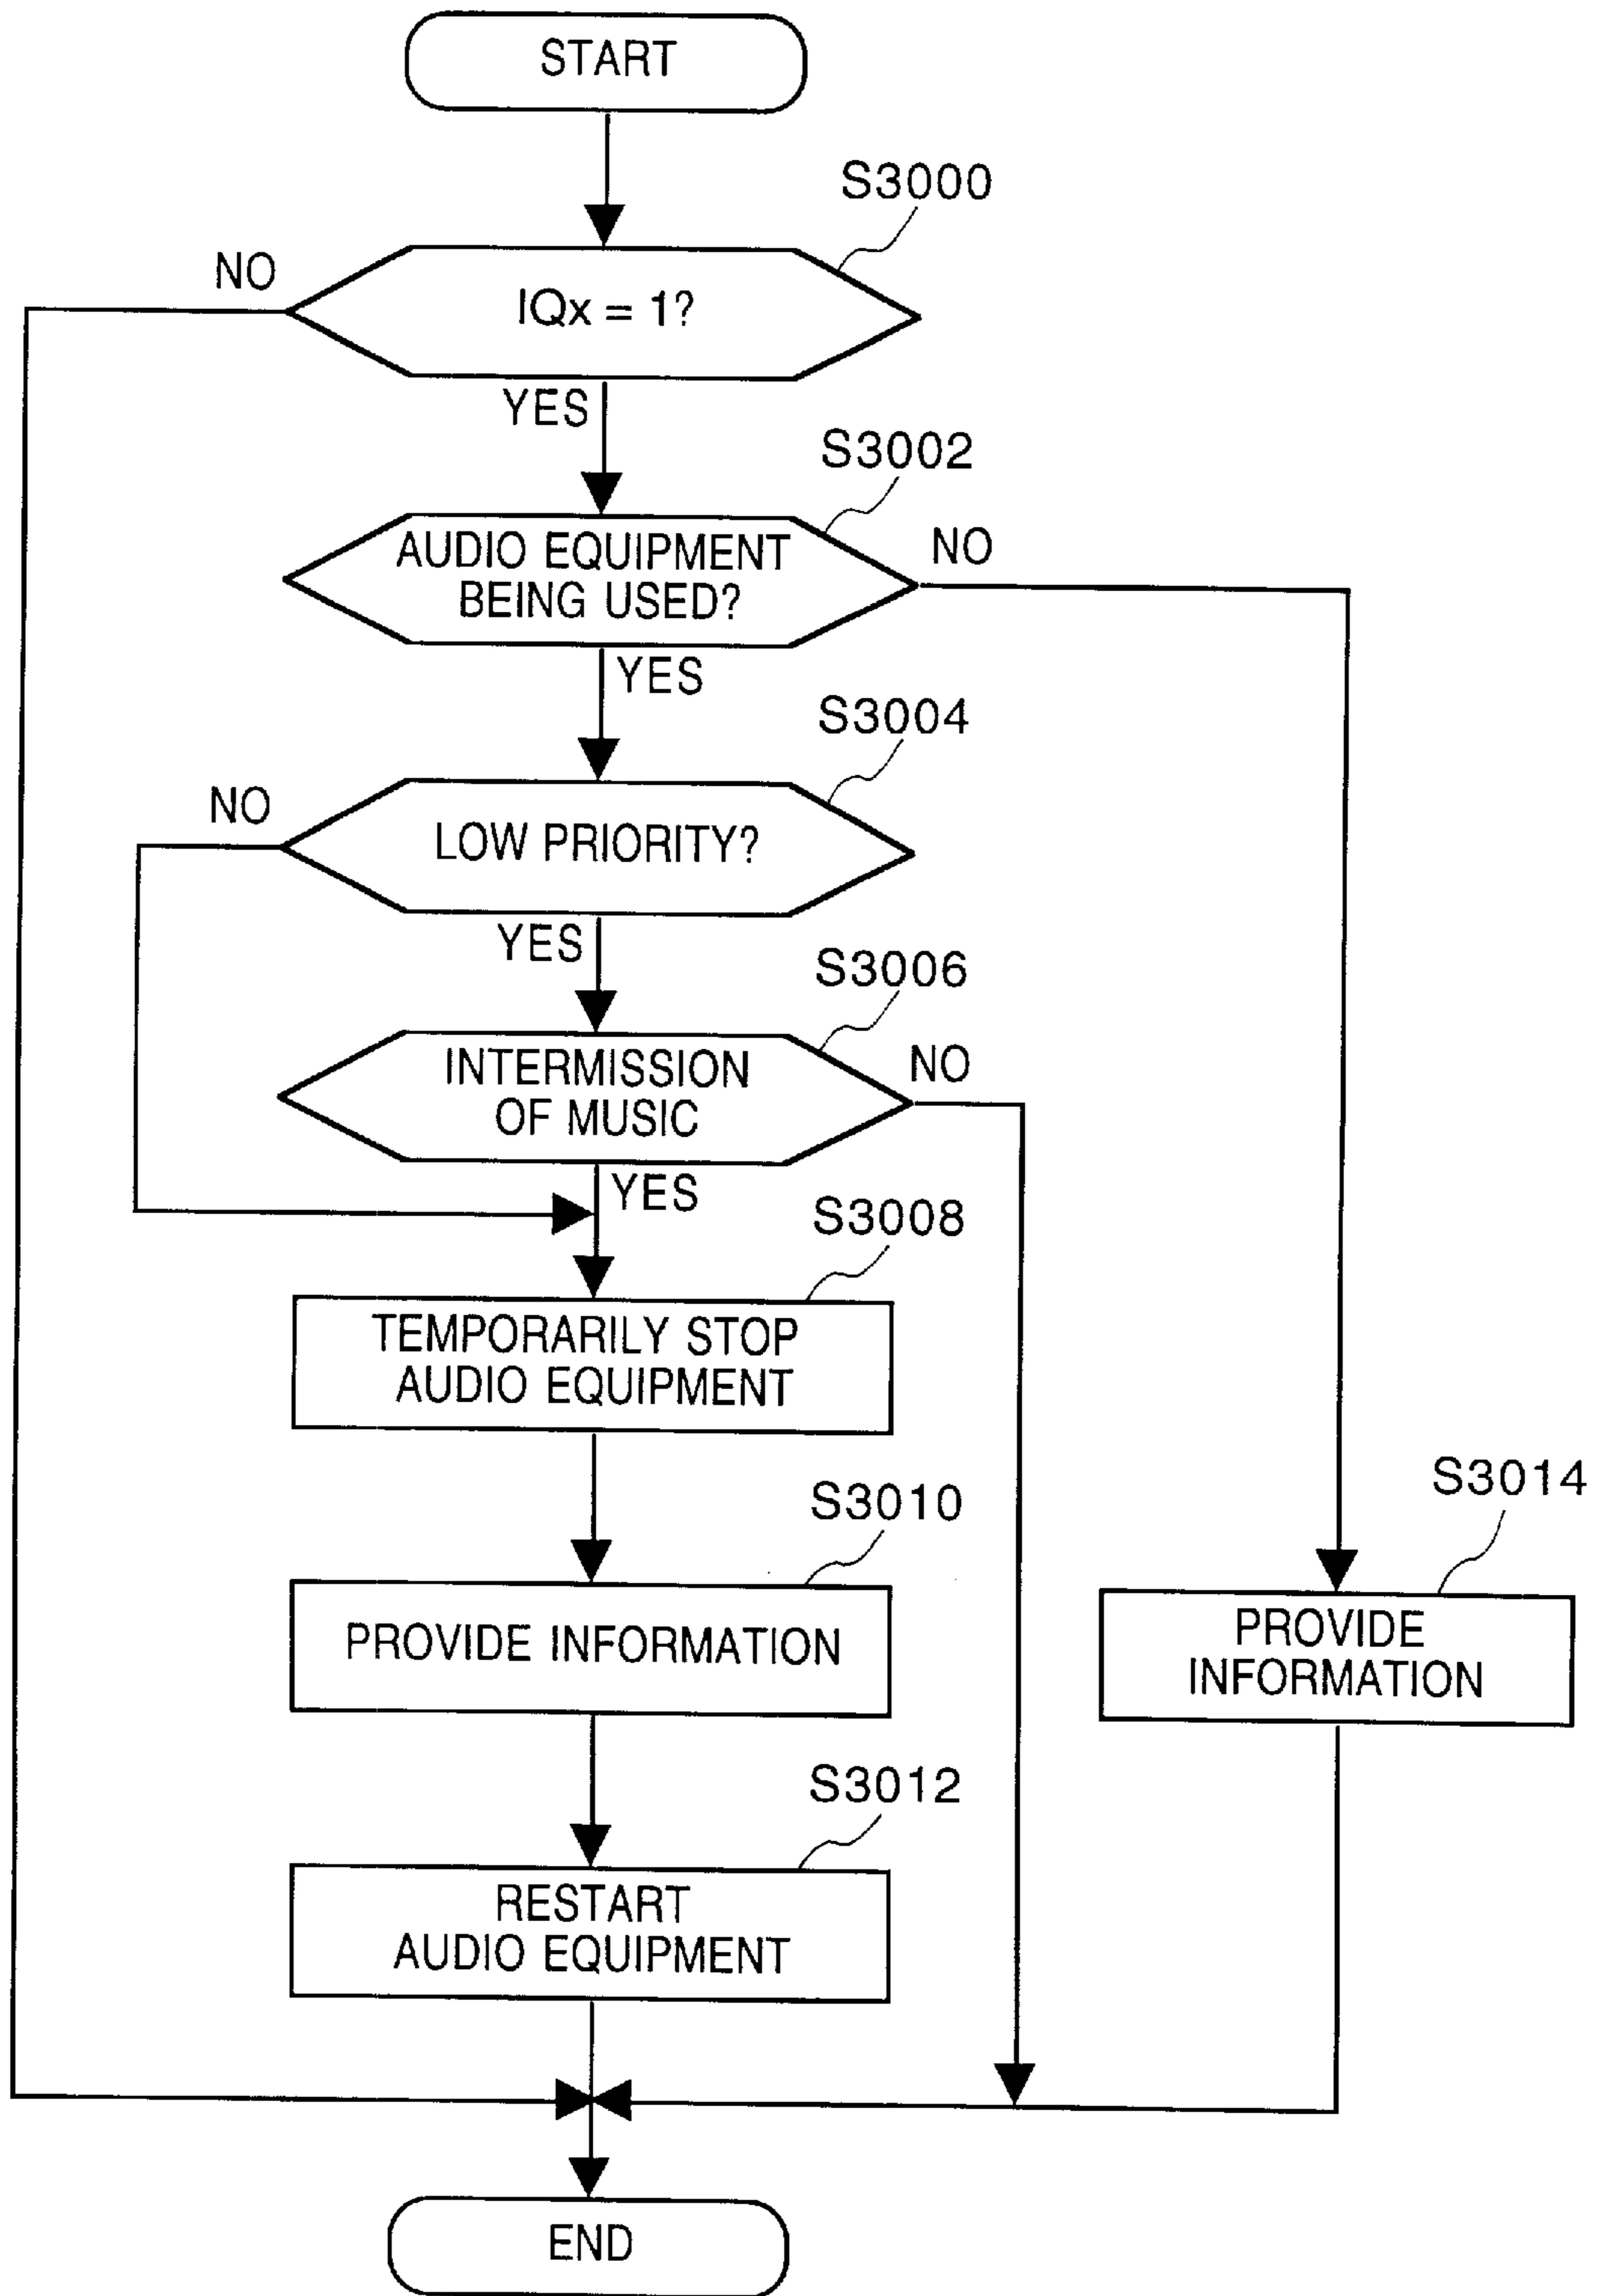 START
S3000
NO
IQx = 1?
YES
S3002
AUDIO EQUIPMENT
BEING USED?
NO
YES
S3004
NO
LOW PRIORITY?
YES
S3006
INTERMISSION
OF MUSIC
NO
YES
S3008
TEMPORARILY STOP
AUDIO EQUIPMENT
S3010
PROVIDE INFORMATION
S3014
PROVIDE
INFORMATION
S3012
RESTART
AUDIO EQUIPMENT
END